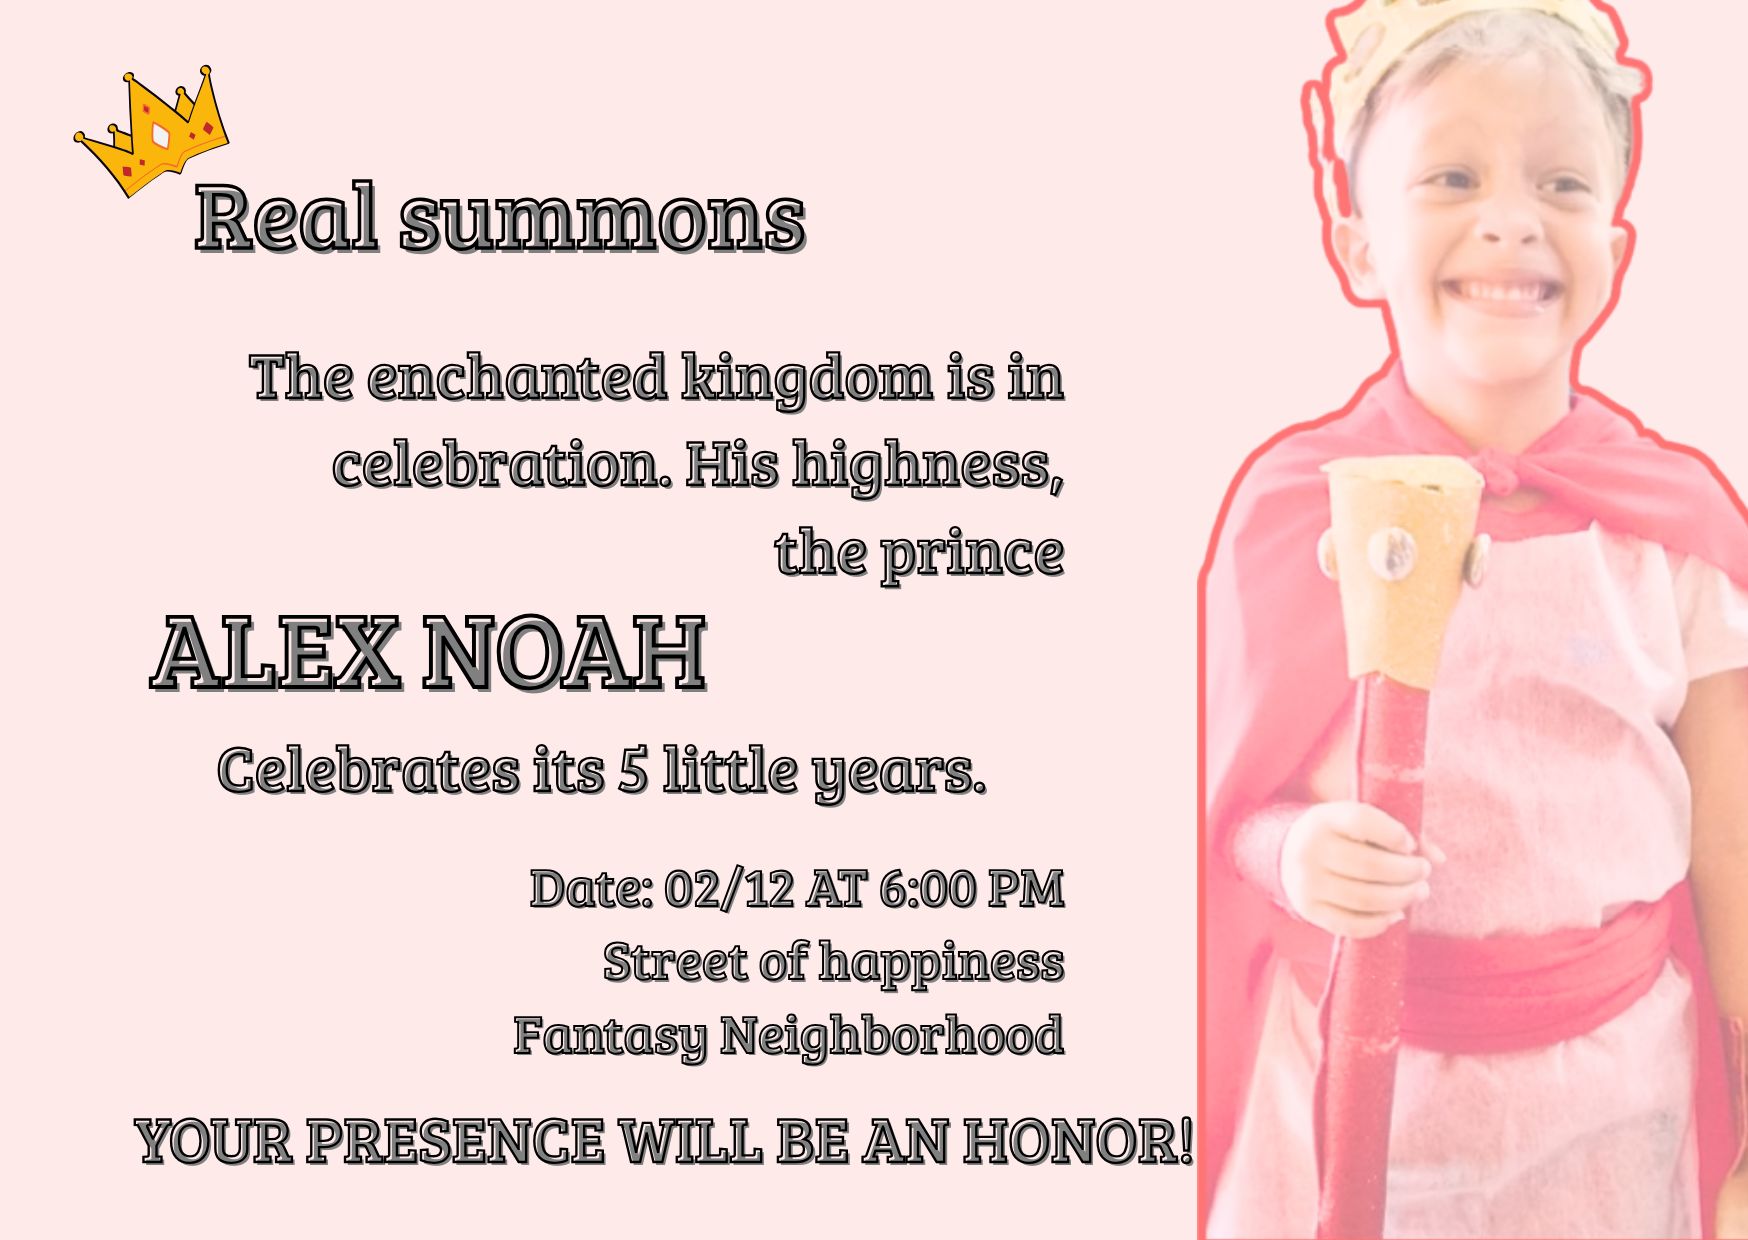 Real summons
The enchanted kingdom is in
celebration. His highness,
the prince
ALEX NOAH
Celebrates its 5 little years.
Date: 02/12 AT 6:00 PM
Street of happiness
Fantasy Neighborhood
YOUR PRESENCE WILL BE AN HONOR!